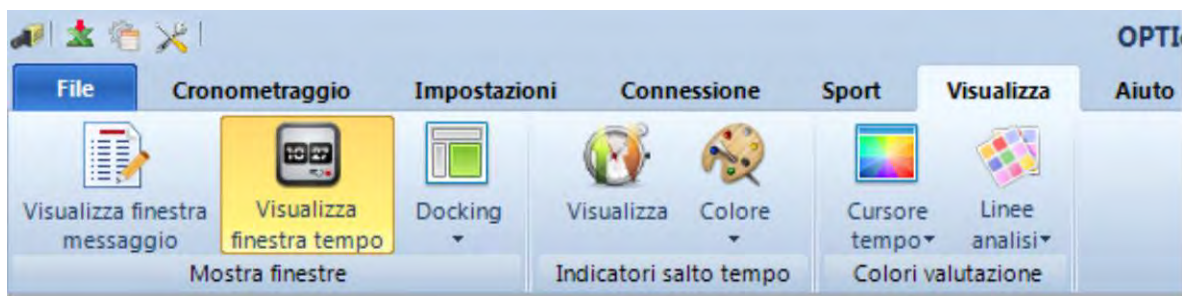 OPTI
File Cronometraggio Impostazioni Connessione Sport Visualizza Aiuto
Visualizza finestra messaggio
Visualizza finestra tempo
Docking
Visualizza
Colore
Cursore tempo
Linee analisi
Mostra finestre
Indicatori salto tempo
Colori valutazione